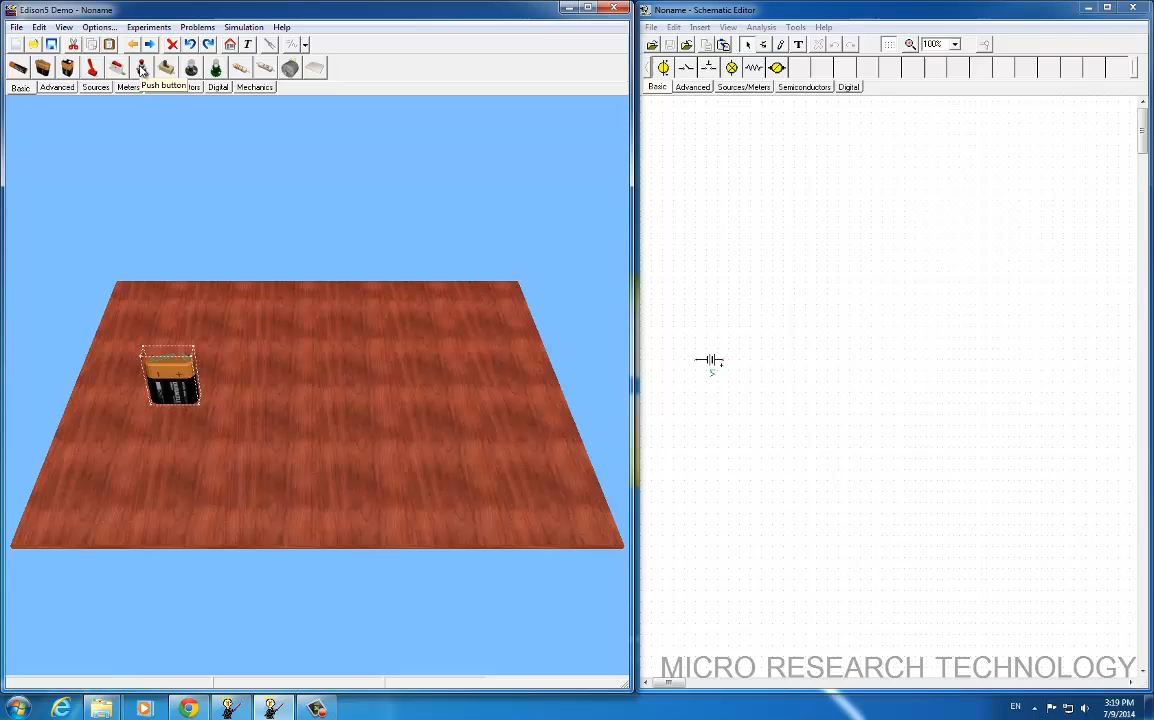 Edison5 Demo - Noname
File Edit View Options... Experiments Problems Simulation Help
Push button
Basic Advanced Sources Meters tors Digital Mechanics
Noname - Schematic Editor
File Edit Insert View Analysis Tools Help
T 100%
Basic Advanced Sources/Meters Semiconductors Digital
MICRO RESEARCH TECHNOLOGY
EN 3:19 PM
7/9/2014